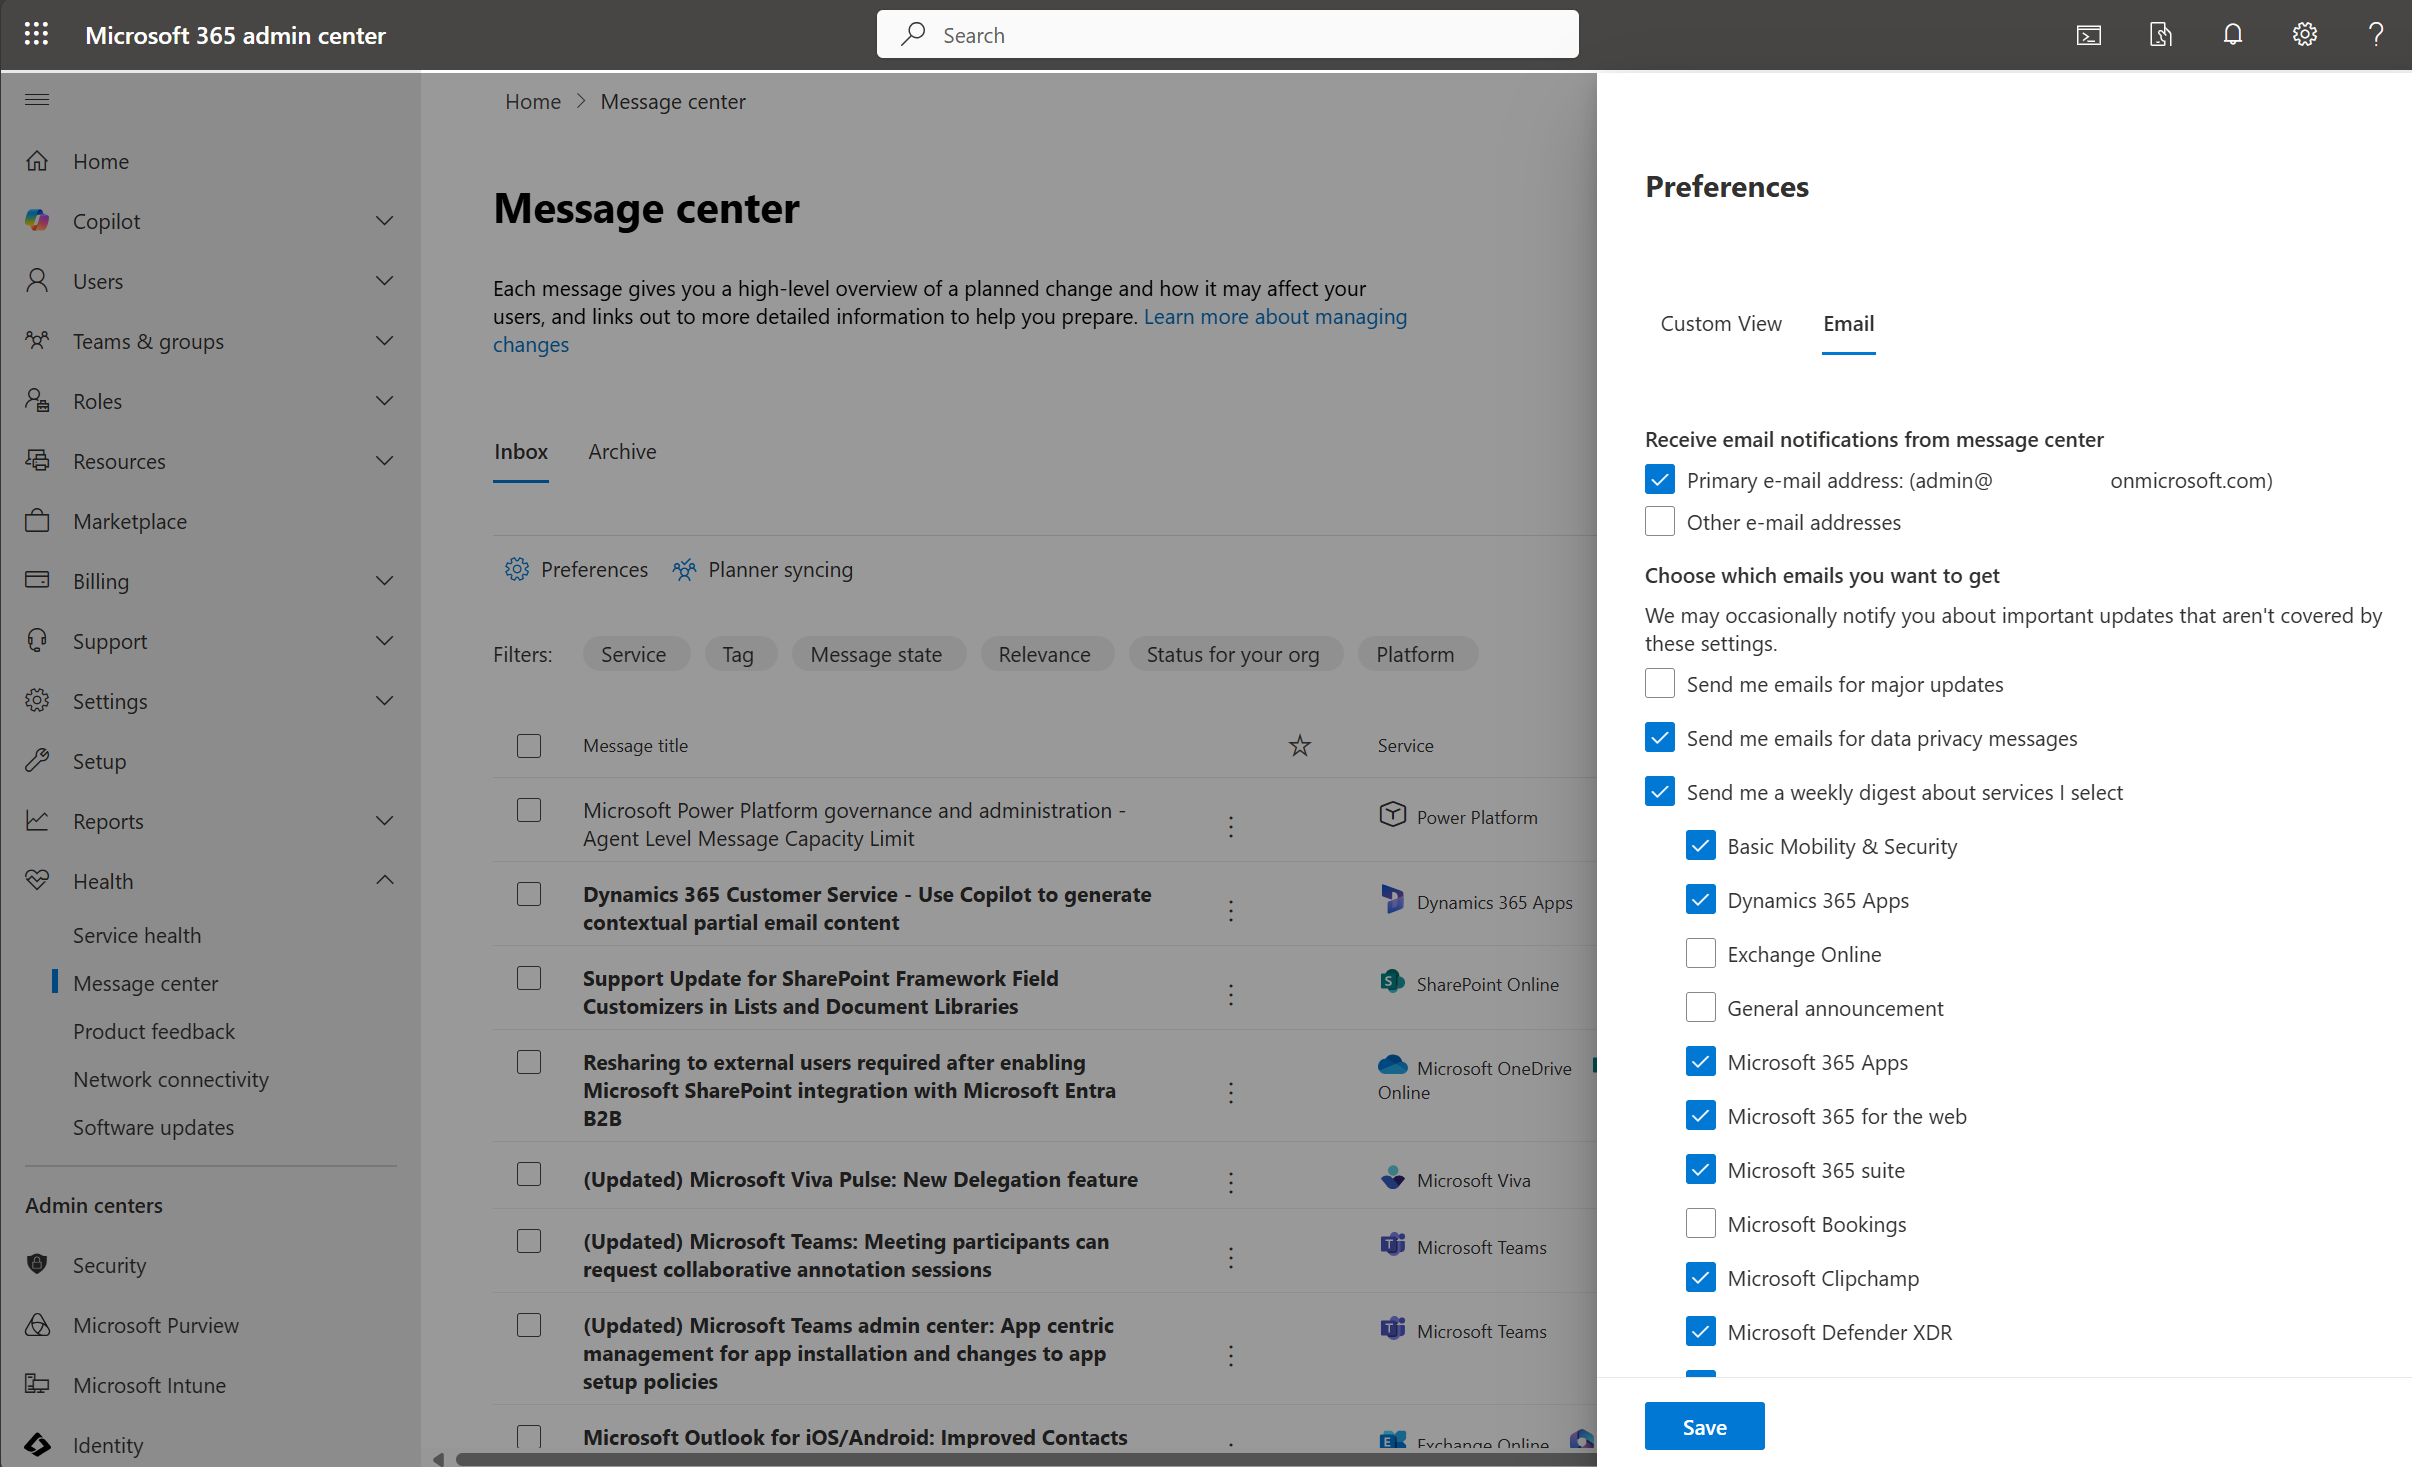 Microsoft 365 admin center
Search
Home
Copilot
Users
Teams & groups
Roles
Resources
Marketplace
Billing
Support
Settings
Setup
Reports
Health
Service health
Message center
Product feedback
Network connectivity
Software updates
Admin centers
Security
Microsoft Purview
Microsoft Intune
Identity
Home > Message center
Message center
Each message gives you a high-level overview of a planned change and how it may affect your
users, and links out to more detailed information to help you prepare. Learn more about managing
changes
Inbox Archive
Preferences Planner syncing
Filters: Service Tag Message state Relevance Status for your org Platform
Message title Service
Microsoft Power Platform governance and administration -
Agent Level Message Capacity Limit
Power Platform
Dynamics 365 Customer Service - Use Copilot to generate
contextual partial email content
Dynamics 365 Apps
Support Update for SharePoint Framework Field
Customizers in Lists and Document Libraries
SharePoint Online
Resharing to external users required after enabling
Microsoft SharePoint integration with Microsoft Entra
B2B
Microsoft OneDrive
Online
(Updated) Microsoft Viva Pulse: New Delegation feature
Microsoft Viva
(Updated) Microsoft Teams: Meeting participants can
request collaborative annotation sessions
Microsoft Teams
(Updated) Microsoft Teams admin center: App centric
management for app installation and changes to app
setup policies
Microsoft Teams
Microsoft Outlook for iOS/Android: Improved Contacts
Exchange Online
Preferences
Custom View Email
Receive email notifications from message center
Primary e-mail address: (admin@ onmicrosoft.com)
Other e-mail addresses
Choose which emails you want to get
We may occasionally notify you about important updates that aren't covered by
these settings.
Send me emails for major updates
Send me emails for data privacy messages
Send me a weekly digest about services I select
Basic Mobility & Security
Dynamics 365 Apps
Exchange Online
General announcement
Microsoft 365 Apps
Microsoft 365 for the web
Microsoft 365 suite
Microsoft Bookings
Microsoft Clipchamp
Microsoft Defender XDR
Save